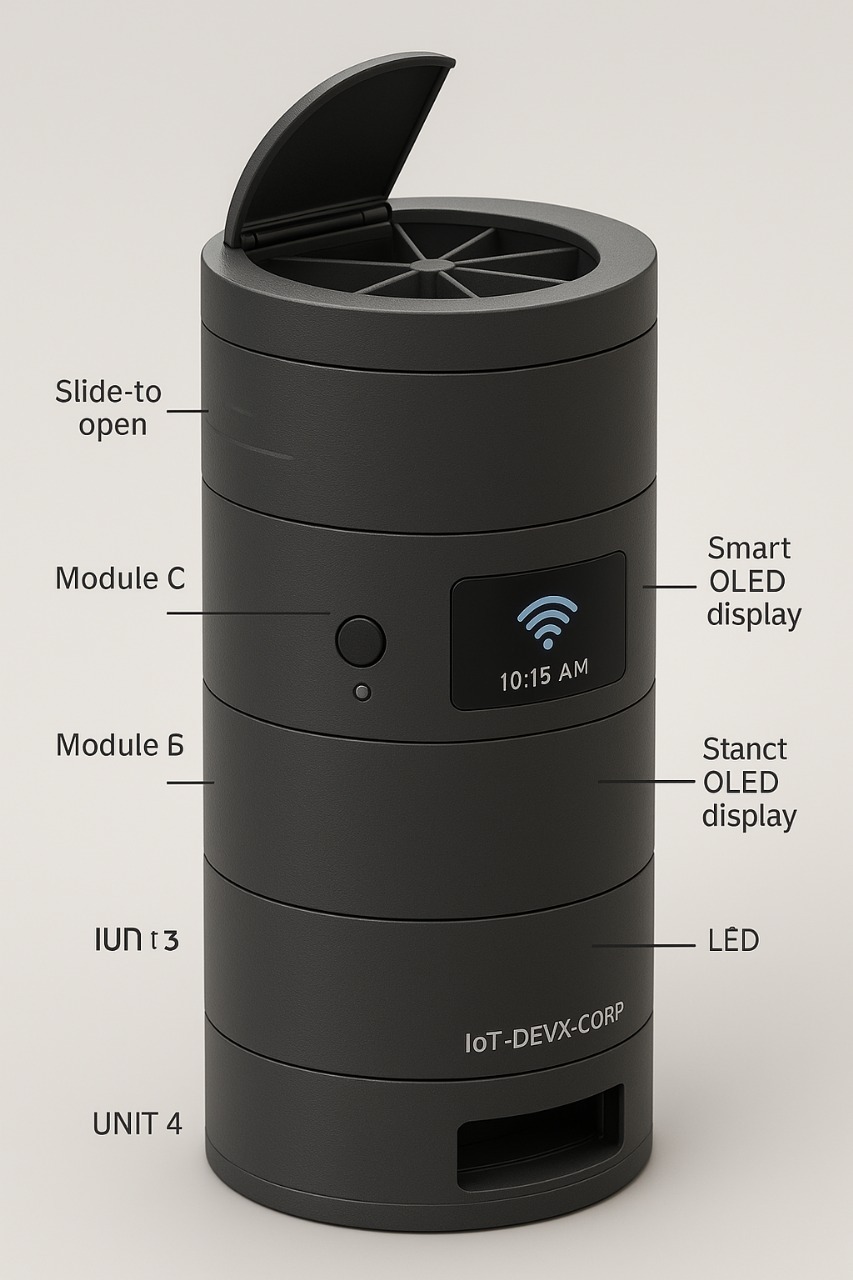 Slide-to
open
Module C
Smart
OLED
display
10:15 AM
Module
Stanct
OLED
display
LED
IoT-DEVX-CORP
UNIT 4